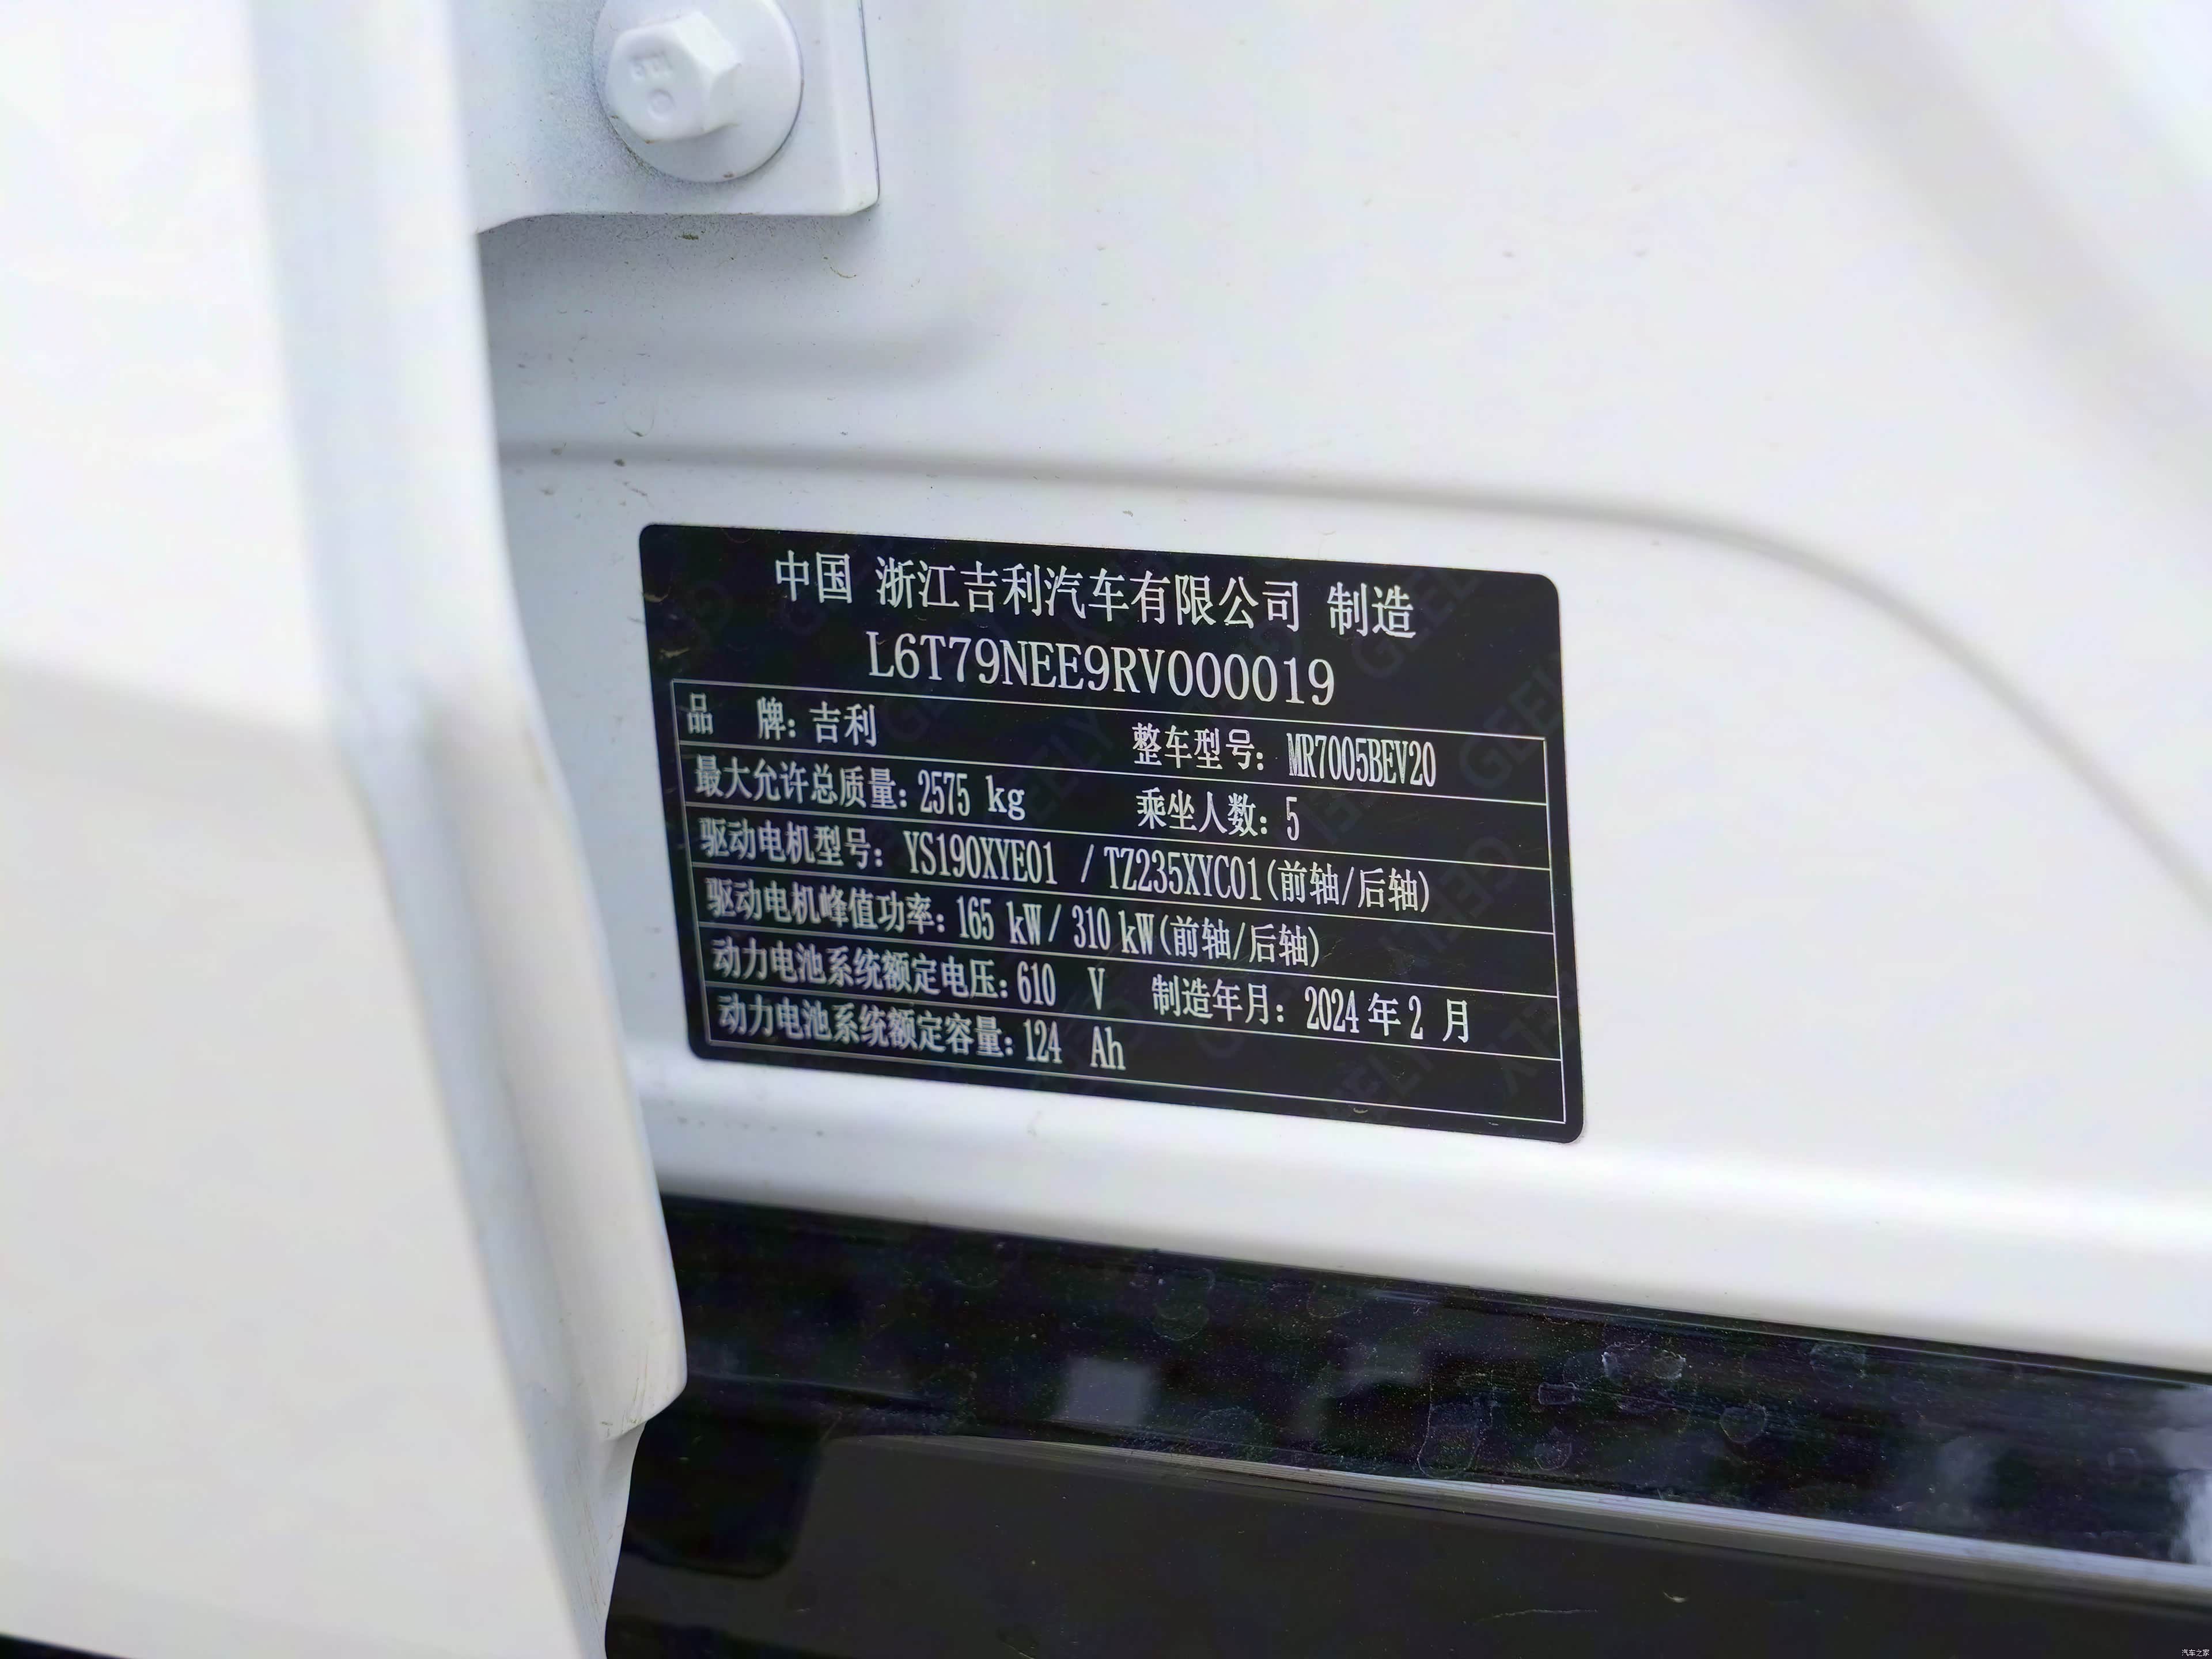 中国 浙江吉利汽车有限公司 制造
L6T79NEE9RV000019
品 牌: 吉利 整车型号: MR7005BEV20
最大允许总质量: 2575 kg 乘坐人数: 5
驱动电机型号: YS190XYE01 / TZ235XYC01(前轴/后轴)
驱动电机峰值功率: 165 kW/ 310 kW(前轴/后轴)
动力电池系统额定电压: 610 V 制造年月: 2024 年 2 月
动力电池系统额定容量: 124 Ah
汽车之家